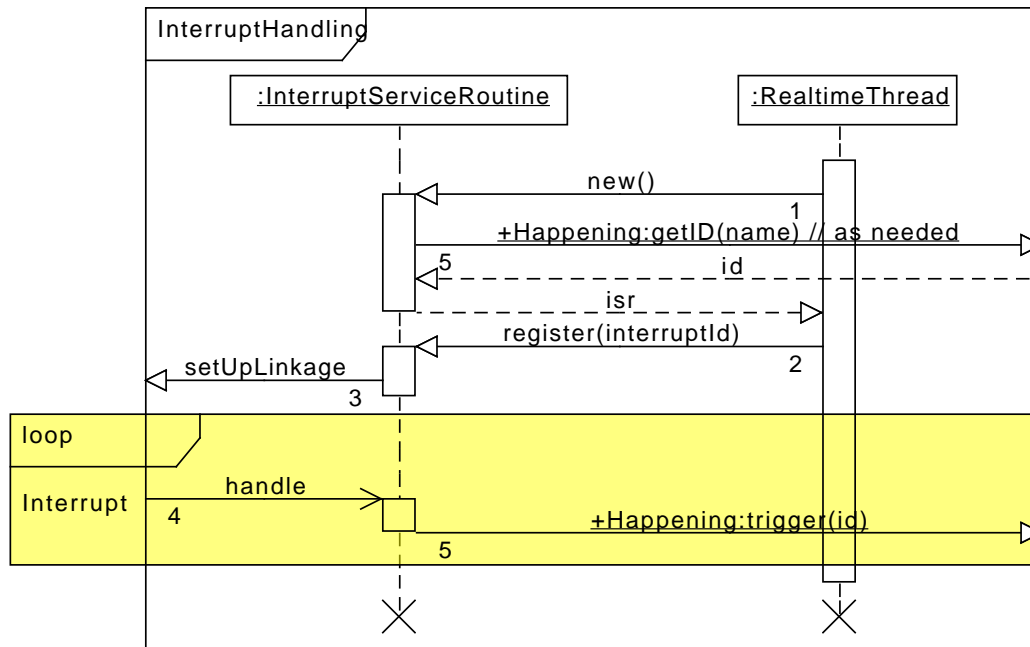 InterruptHandling
:InterruptServiceRoutine
:RealtimeThread
new()
1
+Happening:getID(name) // as needed
5
id
isr
register(interruptId)
2
setUpLinkage
3
loop
Interrupt
handle
4
+Happening:trigger(id)
5